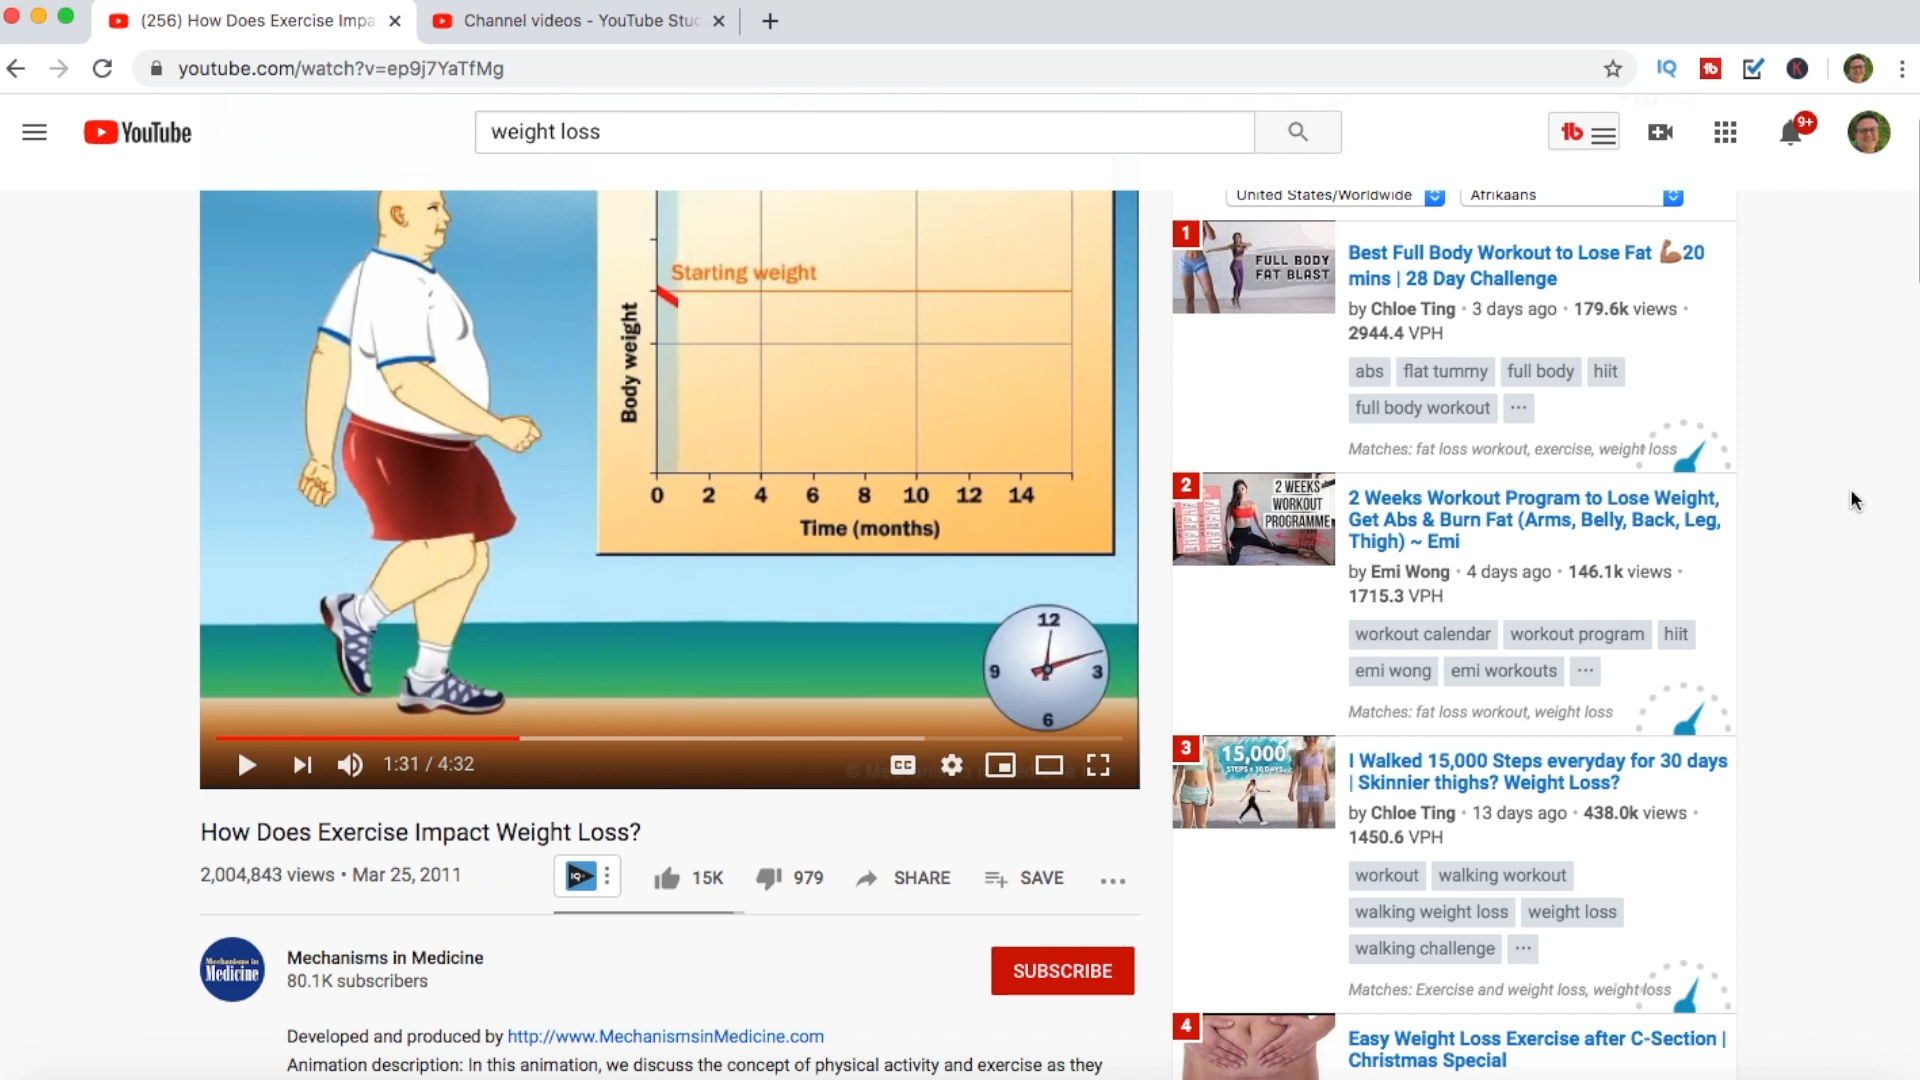 (256) How Does Exercise Impa
Channel videos - YouTube Stud
youtube.com/watch?v=ep9j7YaTfMg
IQ
tb
K
YouTube
weight loss
tb
9+
United States/Worldwide
Afrikaans
Starting weight
Body weight
0 2 4 6 8 10 12 14
Time (months)
12
9 3
6
1:31 / 4:32
CC
How Does Exercise Impact Weight Loss?
2,004,843 views • Mar 25, 2011
IQ
15K
979
SHARE
SAVE
Mechanisms in
Medicine
Mechanisms in Medicine
80.1K subscribers
SUBSCRIBE
Developed and produced by http://www.MechanismsinMedicine.com
Animation description: In this animation, we discuss the concept of physical activity and exercise as they
1
FULL BODY
FAT BLAST
Best Full Body Workout to Lose Fat 💪🏽20
mins | 28 Day Challenge
by Chloe Ting • 3 days ago • 179.6k views •
2944.4 VPH
abs flat tummy full body hiit
full body workout ...
Matches: fat loss workout, exercise, weight loss
2
2 WEEKS
WORKOUT
PROGRAMME
2 Weeks Workout Program to Lose Weight,
Get Abs & Burn Fat (Arms, Belly, Back, Leg,
Thigh) ~ Emi
by Emi Wong • 4 days ago • 146.1k views •
1715.3 VPH
workout calendar workout program hiit
emi wong emi workouts ...
Matches: fat loss workout, weight loss
3
15,000
STEPS x 30 DAYS
I Walked 15,000 Steps everyday for 30 days
| Skinnier thighs? Weight Loss?
by Chloe Ting • 13 days ago • 438.0k views •
1450.6 VPH
workout walking workout
walking weight loss weight loss
walking challenge ...
Matches: Exercise and weight loss, weight loss
4
Easy Weight Loss Exercise after C-Section |
Christmas Special